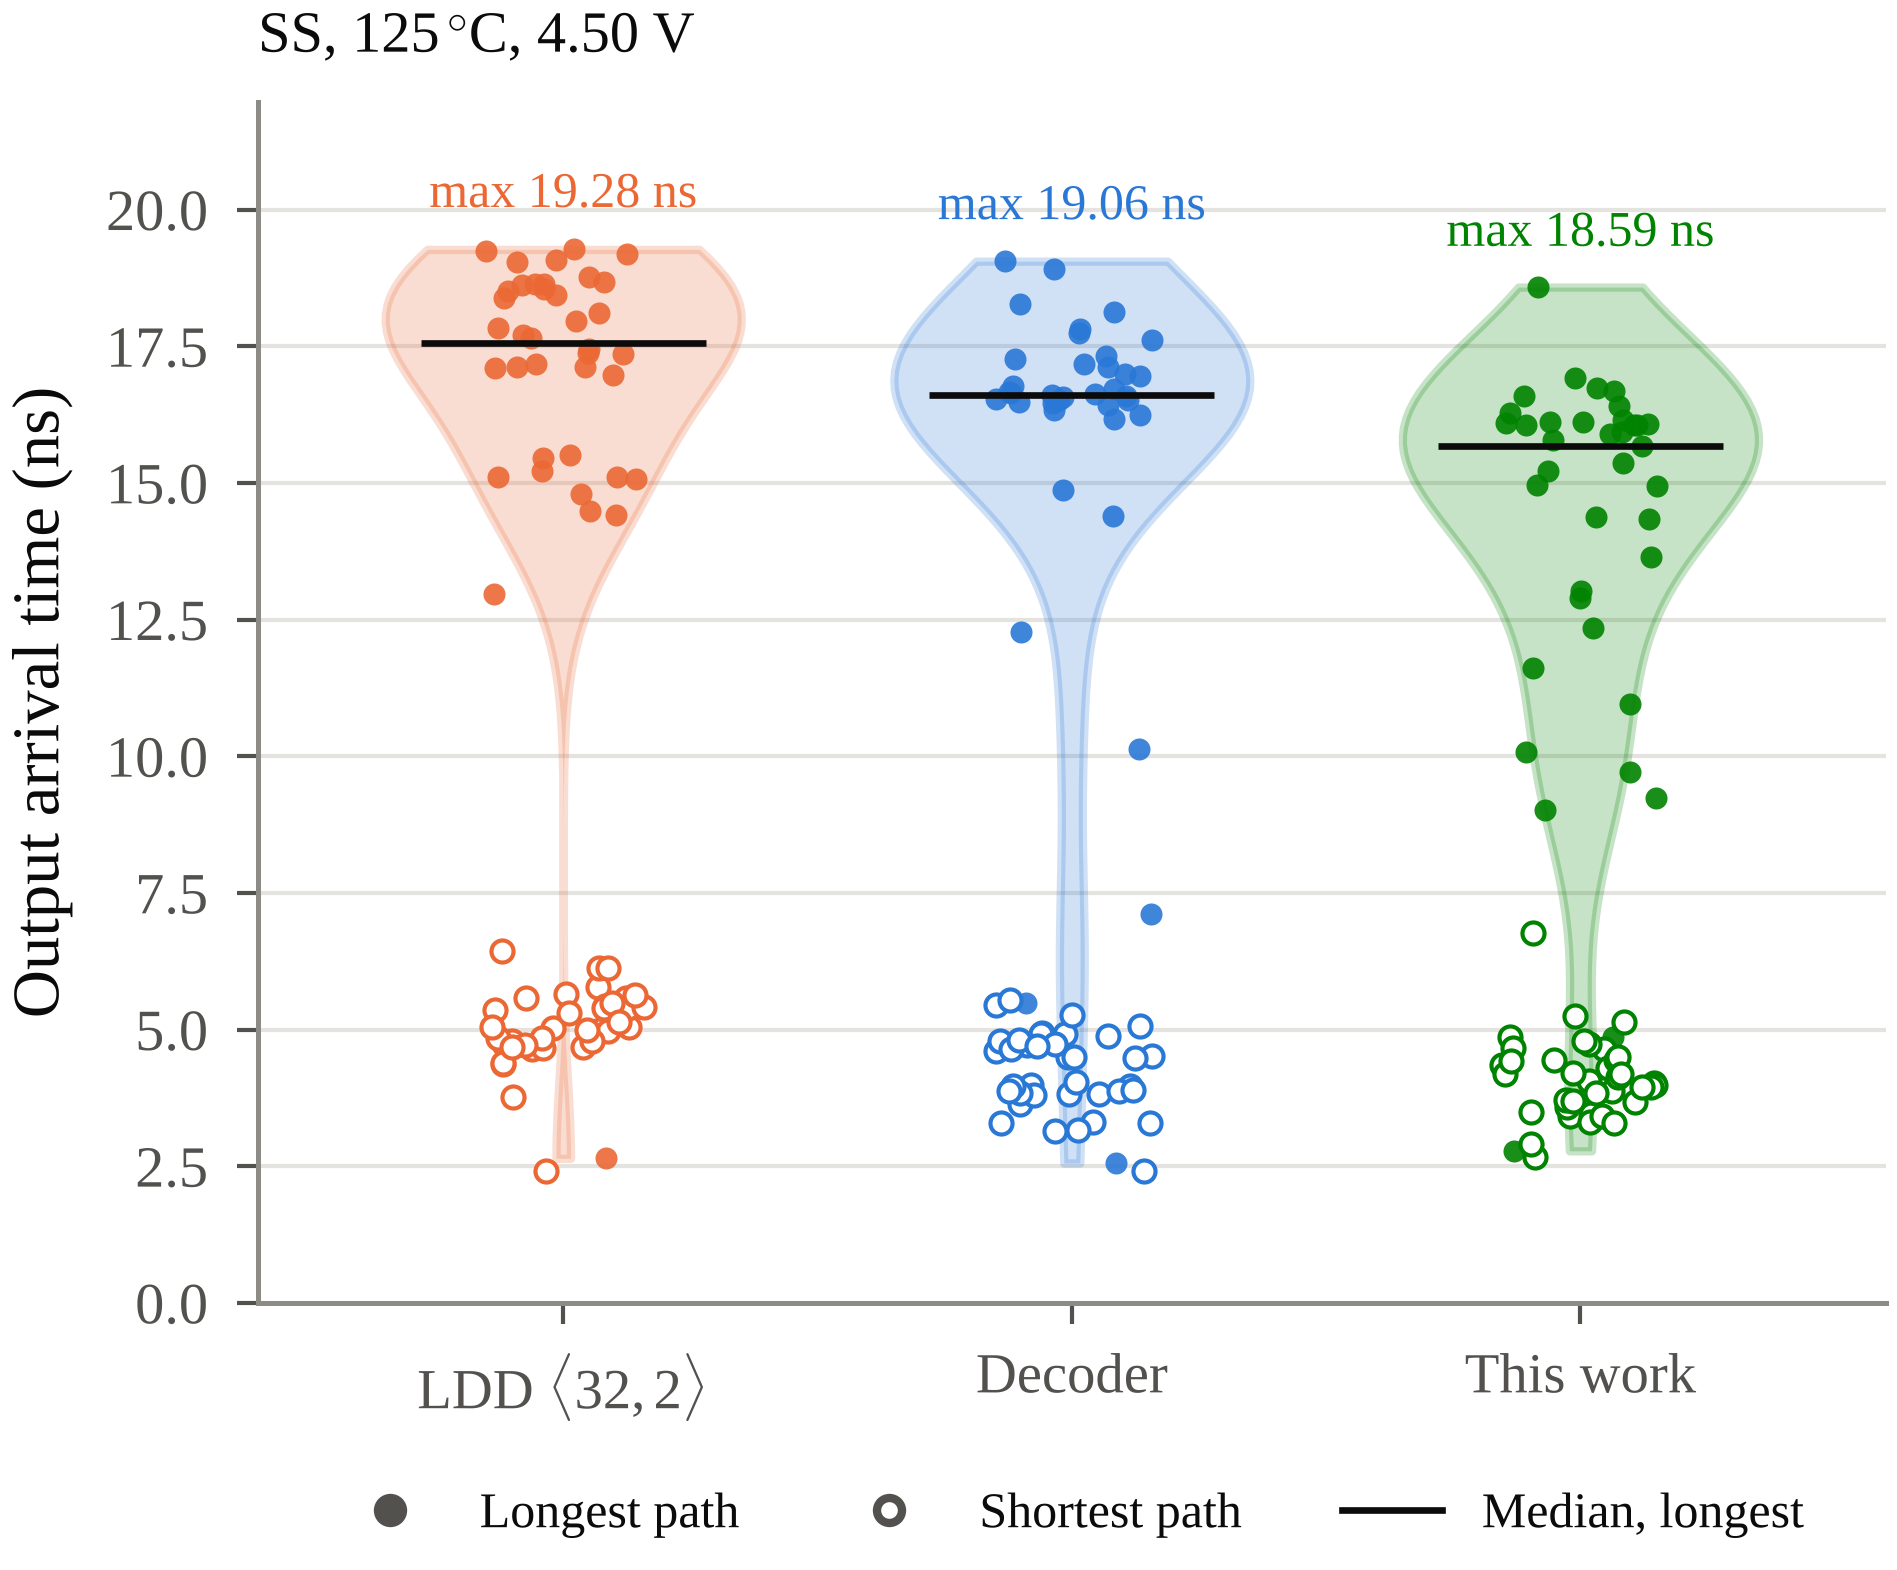 SS, 125 °C, 4.50 V
Output arrival time (ns)
20.0
17.5
15.0
12.5
10.0
7.5
5.0
2.5
0.0
max 19.28 ns
max 19.06 ns
max 18.59 ns
LDD ⟨32, 2⟩
Decoder
This work
Longest path
Shortest path
Median, longest